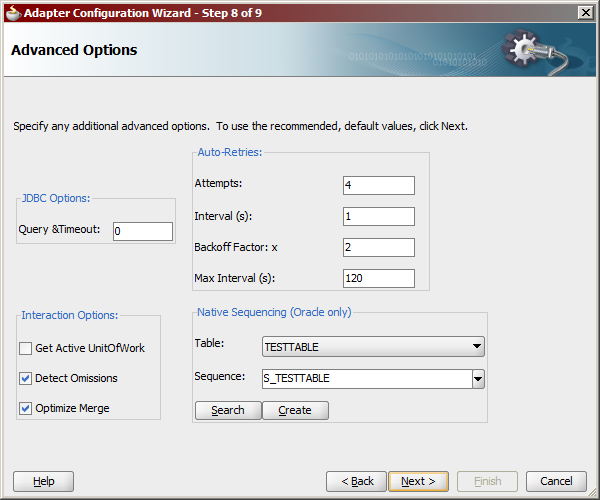 Adapter Configuration Wizard - Step 8 of 9
Advanced Options
Specify any additional advanced options. To use the recommended, default values, click Next.
JDBC Options:
Query &Timeout: 0
Auto-Retries:
Attempts: 4
Interval (s): 1
Backoff Factor: x 2
Max Interval (s): 120
Interaction Options:
Get Active UnitOfWork
Detect Omissions
Optimize Merge
Native Sequencing (Oracle only)
Table: TESTTABLE
Sequence: S_TESTTABLE
Search Create
Help < Back Next > Finish Cancel